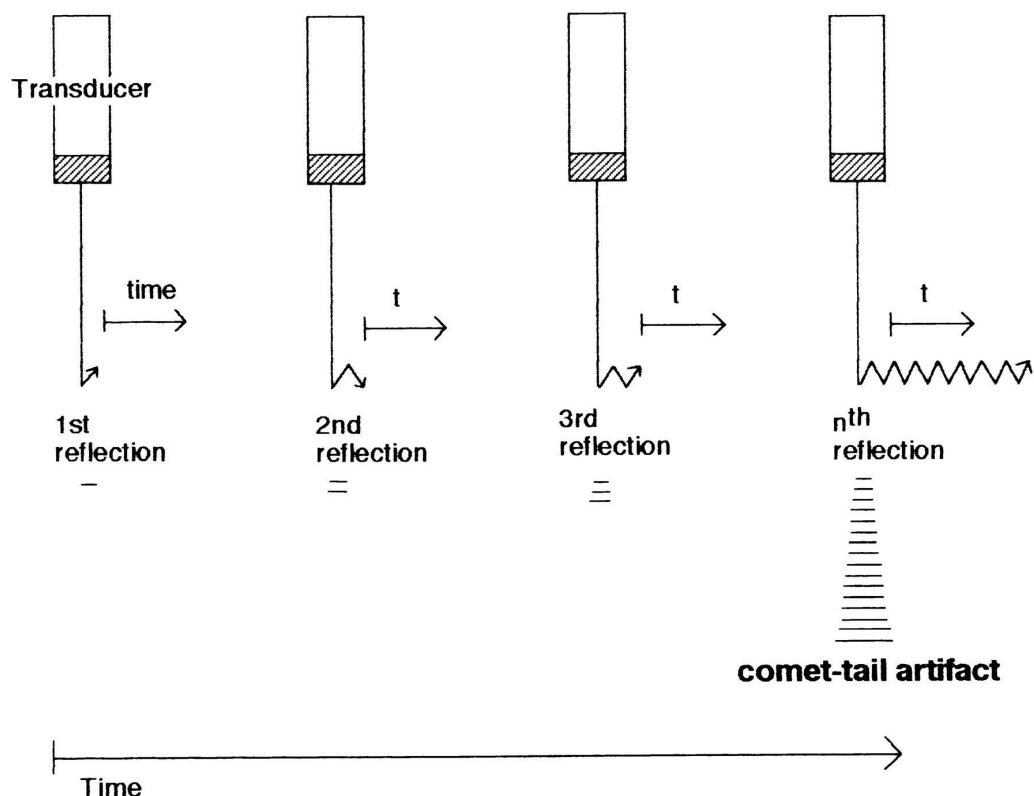 Transducer
time
t
t
t
1st
reflection
2nd
reflection
3rd
reflection
nth
reflection
comet-tail artifact
Time